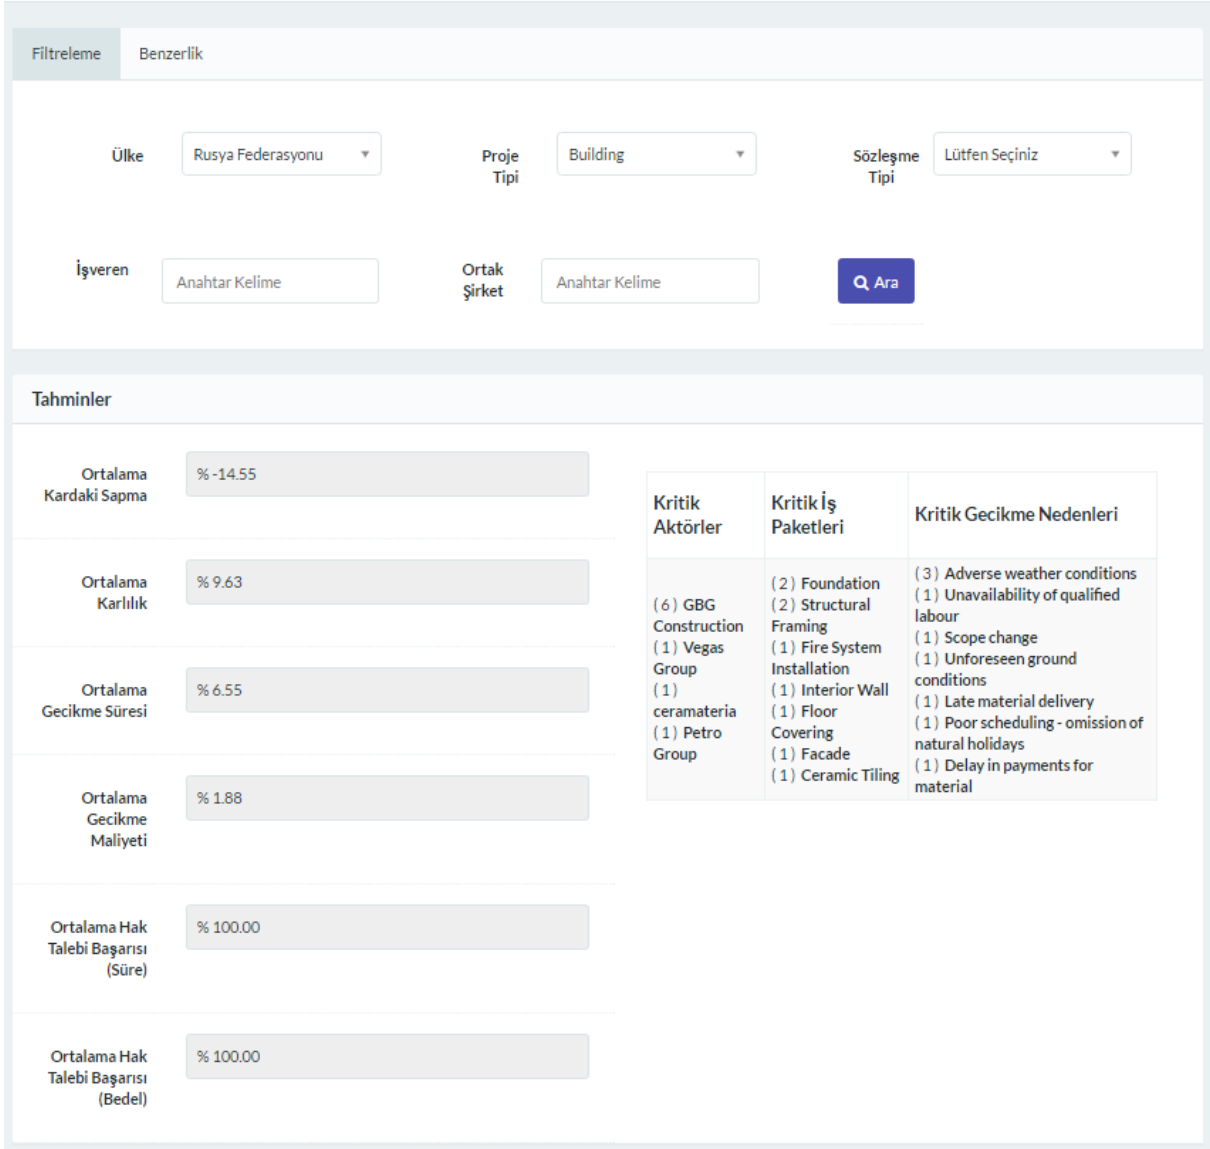 Filtreleme
Benzerlik
Ülke
Rusya Federasyonu
Proje
Tipi
Building
Sözleşme
Tipi
Lütfen Seçiniz
İşveren
Anahtar Kelime
Ortak
Şirket
Anahtar Kelime
Ara
Tahminler
Ortalama
Kardaki Sapma
% -14.55
Ortalama
Karlılık
% 9.63
Ortalama
Gecikme Süresi
% 6.55
Ortalama
Gecikme
Maliyeti
% 1.88
Ortalama Hak
Talebi Başarısı
(Süre)
% 100.00
Ortalama Hak
Talebi Başarısı
(Bedel)
% 100.00
Kritik
Aktörler
Kritik İş
Paketleri
Kritik Gecikme Nedenleri
( 6 ) GBG
Construction
( 1 ) Vegas
Group
( 1 )
ceramateria
( 1 ) Petro
Group
( 2 ) Foundation
( 2 ) Structural
Framing
( 1 ) Fire System
Installation
( 1 ) Interior Wall
( 1 ) Floor
Covering
( 1 ) Facade
( 1 ) Ceramic Tiling
( 3 ) Adverse weather conditions
( 1 ) Unavailability of qualified
labour
( 1 ) Scope change
( 1 ) Unforeseen ground
conditions
( 1 ) Late material delivery
( 1 ) Poor scheduling - omission of
natural holidays
( 1 ) Delay in payments for
material